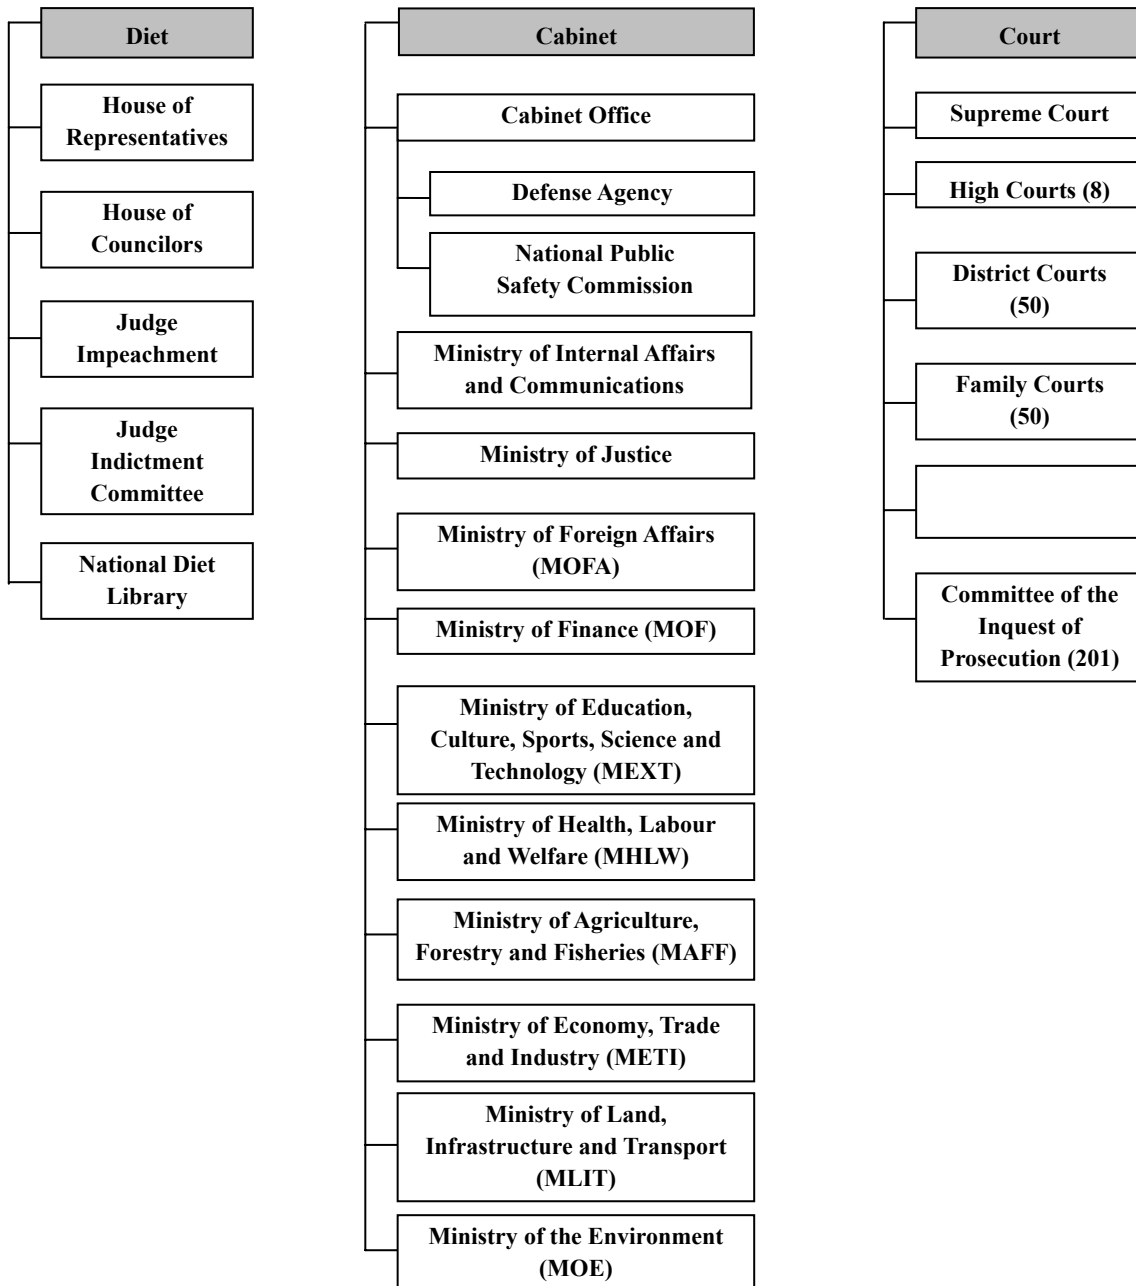 Diet
House of
Representatives
House of
Councilors
Judge
Impeachment
Judge
Indictment
Committee
National Diet
Library
Cabinet
Cabinet Office
Defense Agency
National Public
Safety Commission
Ministry of Internal Affairs
and Communications
Ministry of Justice
Ministry of Foreign Affairs
(MOFA)
Ministry of Finance (MOF)
Ministry of Education,
Culture, Sports, Science and
Technology (MEXT)
Ministry of Health, Labour
and Welfare (MHLW)
Ministry of Agriculture,
Forestry and Fisheries (MAFF)
Ministry of Economy, Trade
and Industry (METI)
Ministry of Land,
Infrastructure and Transport
(MLIT)
Ministry of the Environment
(MOE)
Court
Supreme Court
High Courts (8)
District Courts
(50)
Family Courts
(50)
Committee of the
Inquest of
Prosecution (201)